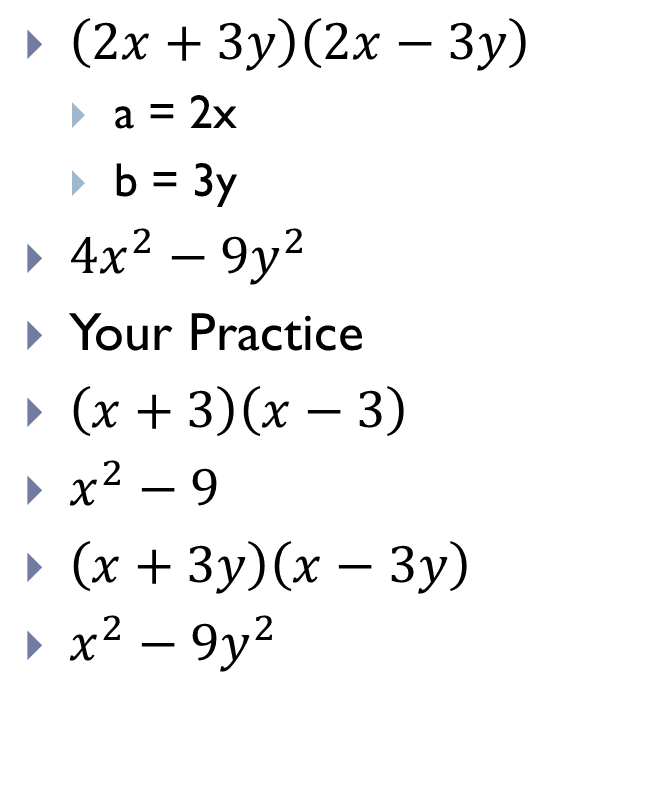 (2x + 3y)(2x − 3y)
a = 2x
b = 3y
4x² − 9y²
Your Practice
(x + 3)(x − 3)
x² − 9
(x + 3y)(x − 3y)
x² − 9y²